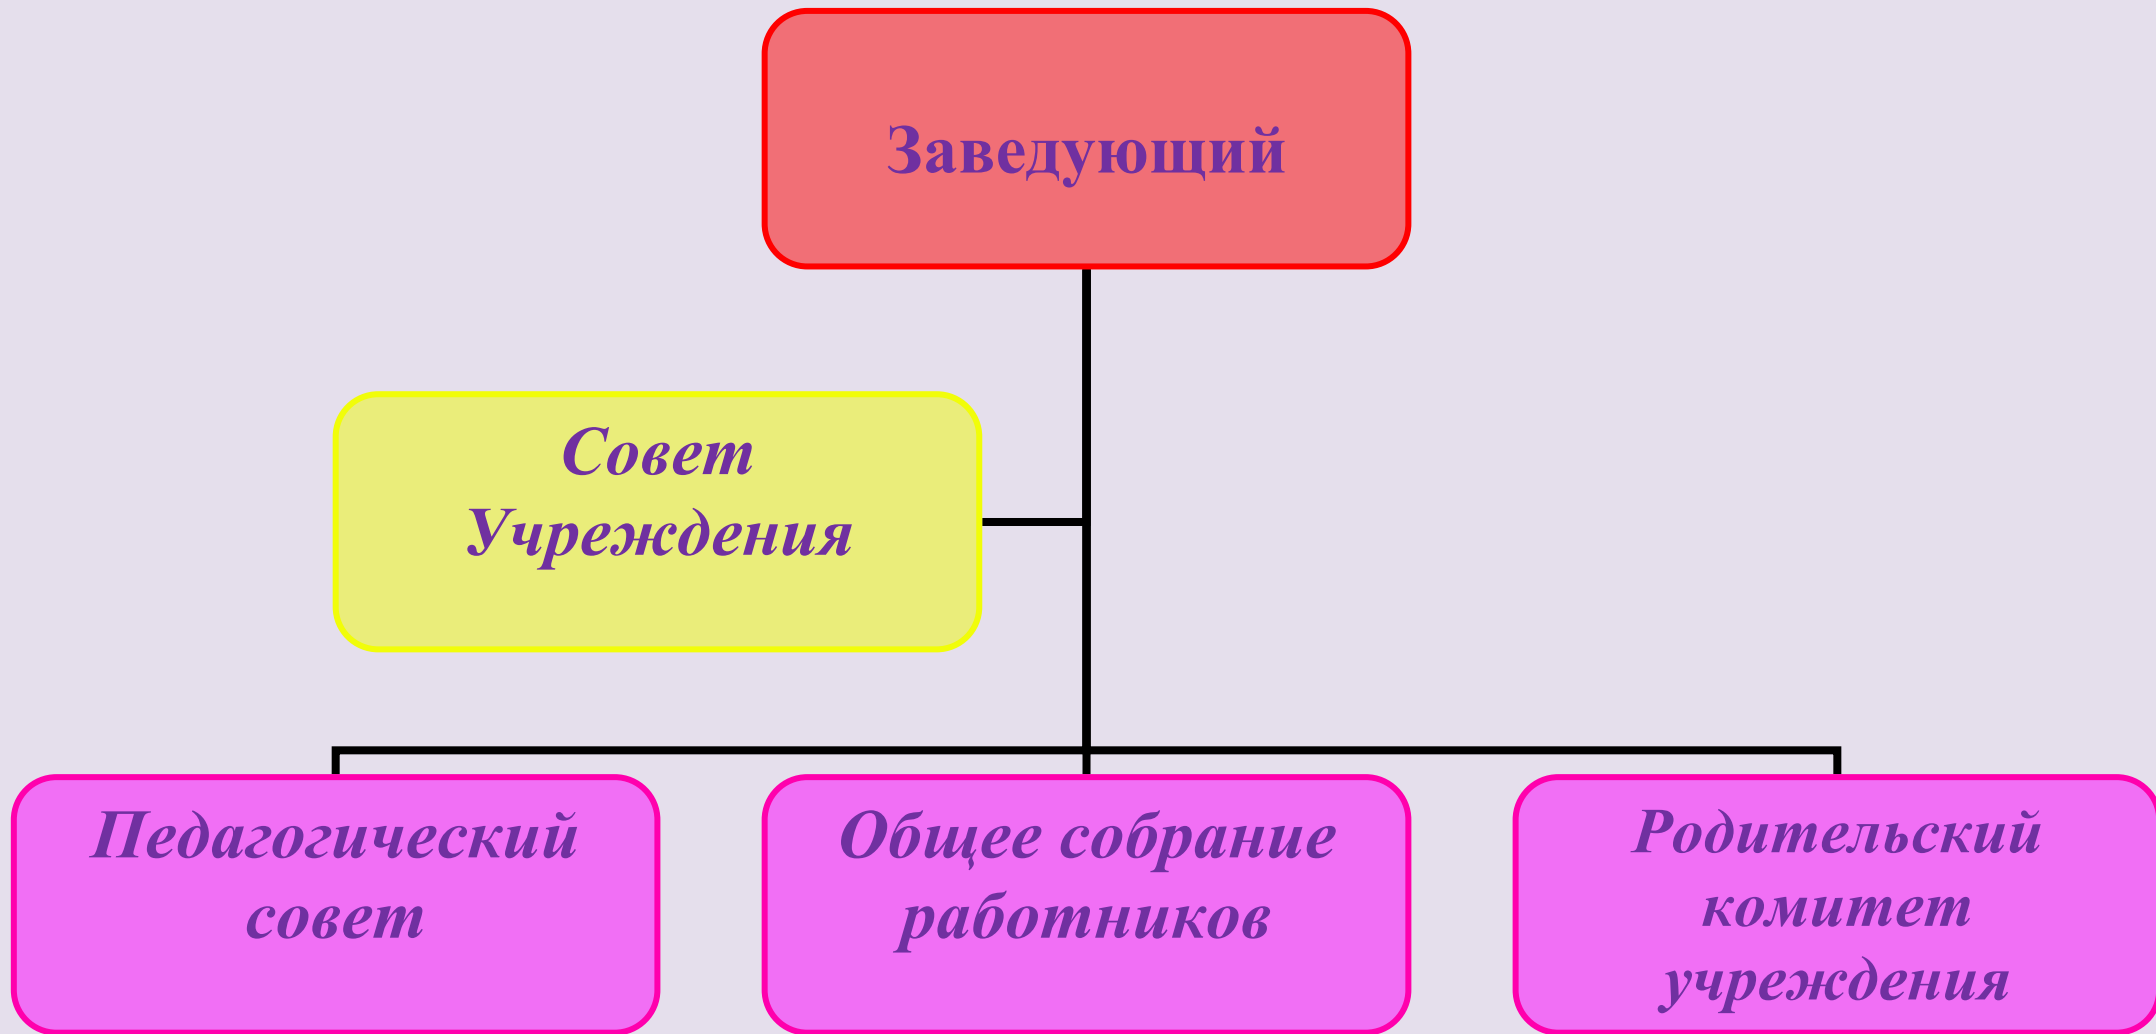 Заведующий
Совет
Учреждения
Педагогический
совет
Общее собрание
работников
Родительский
комитет
учреждения